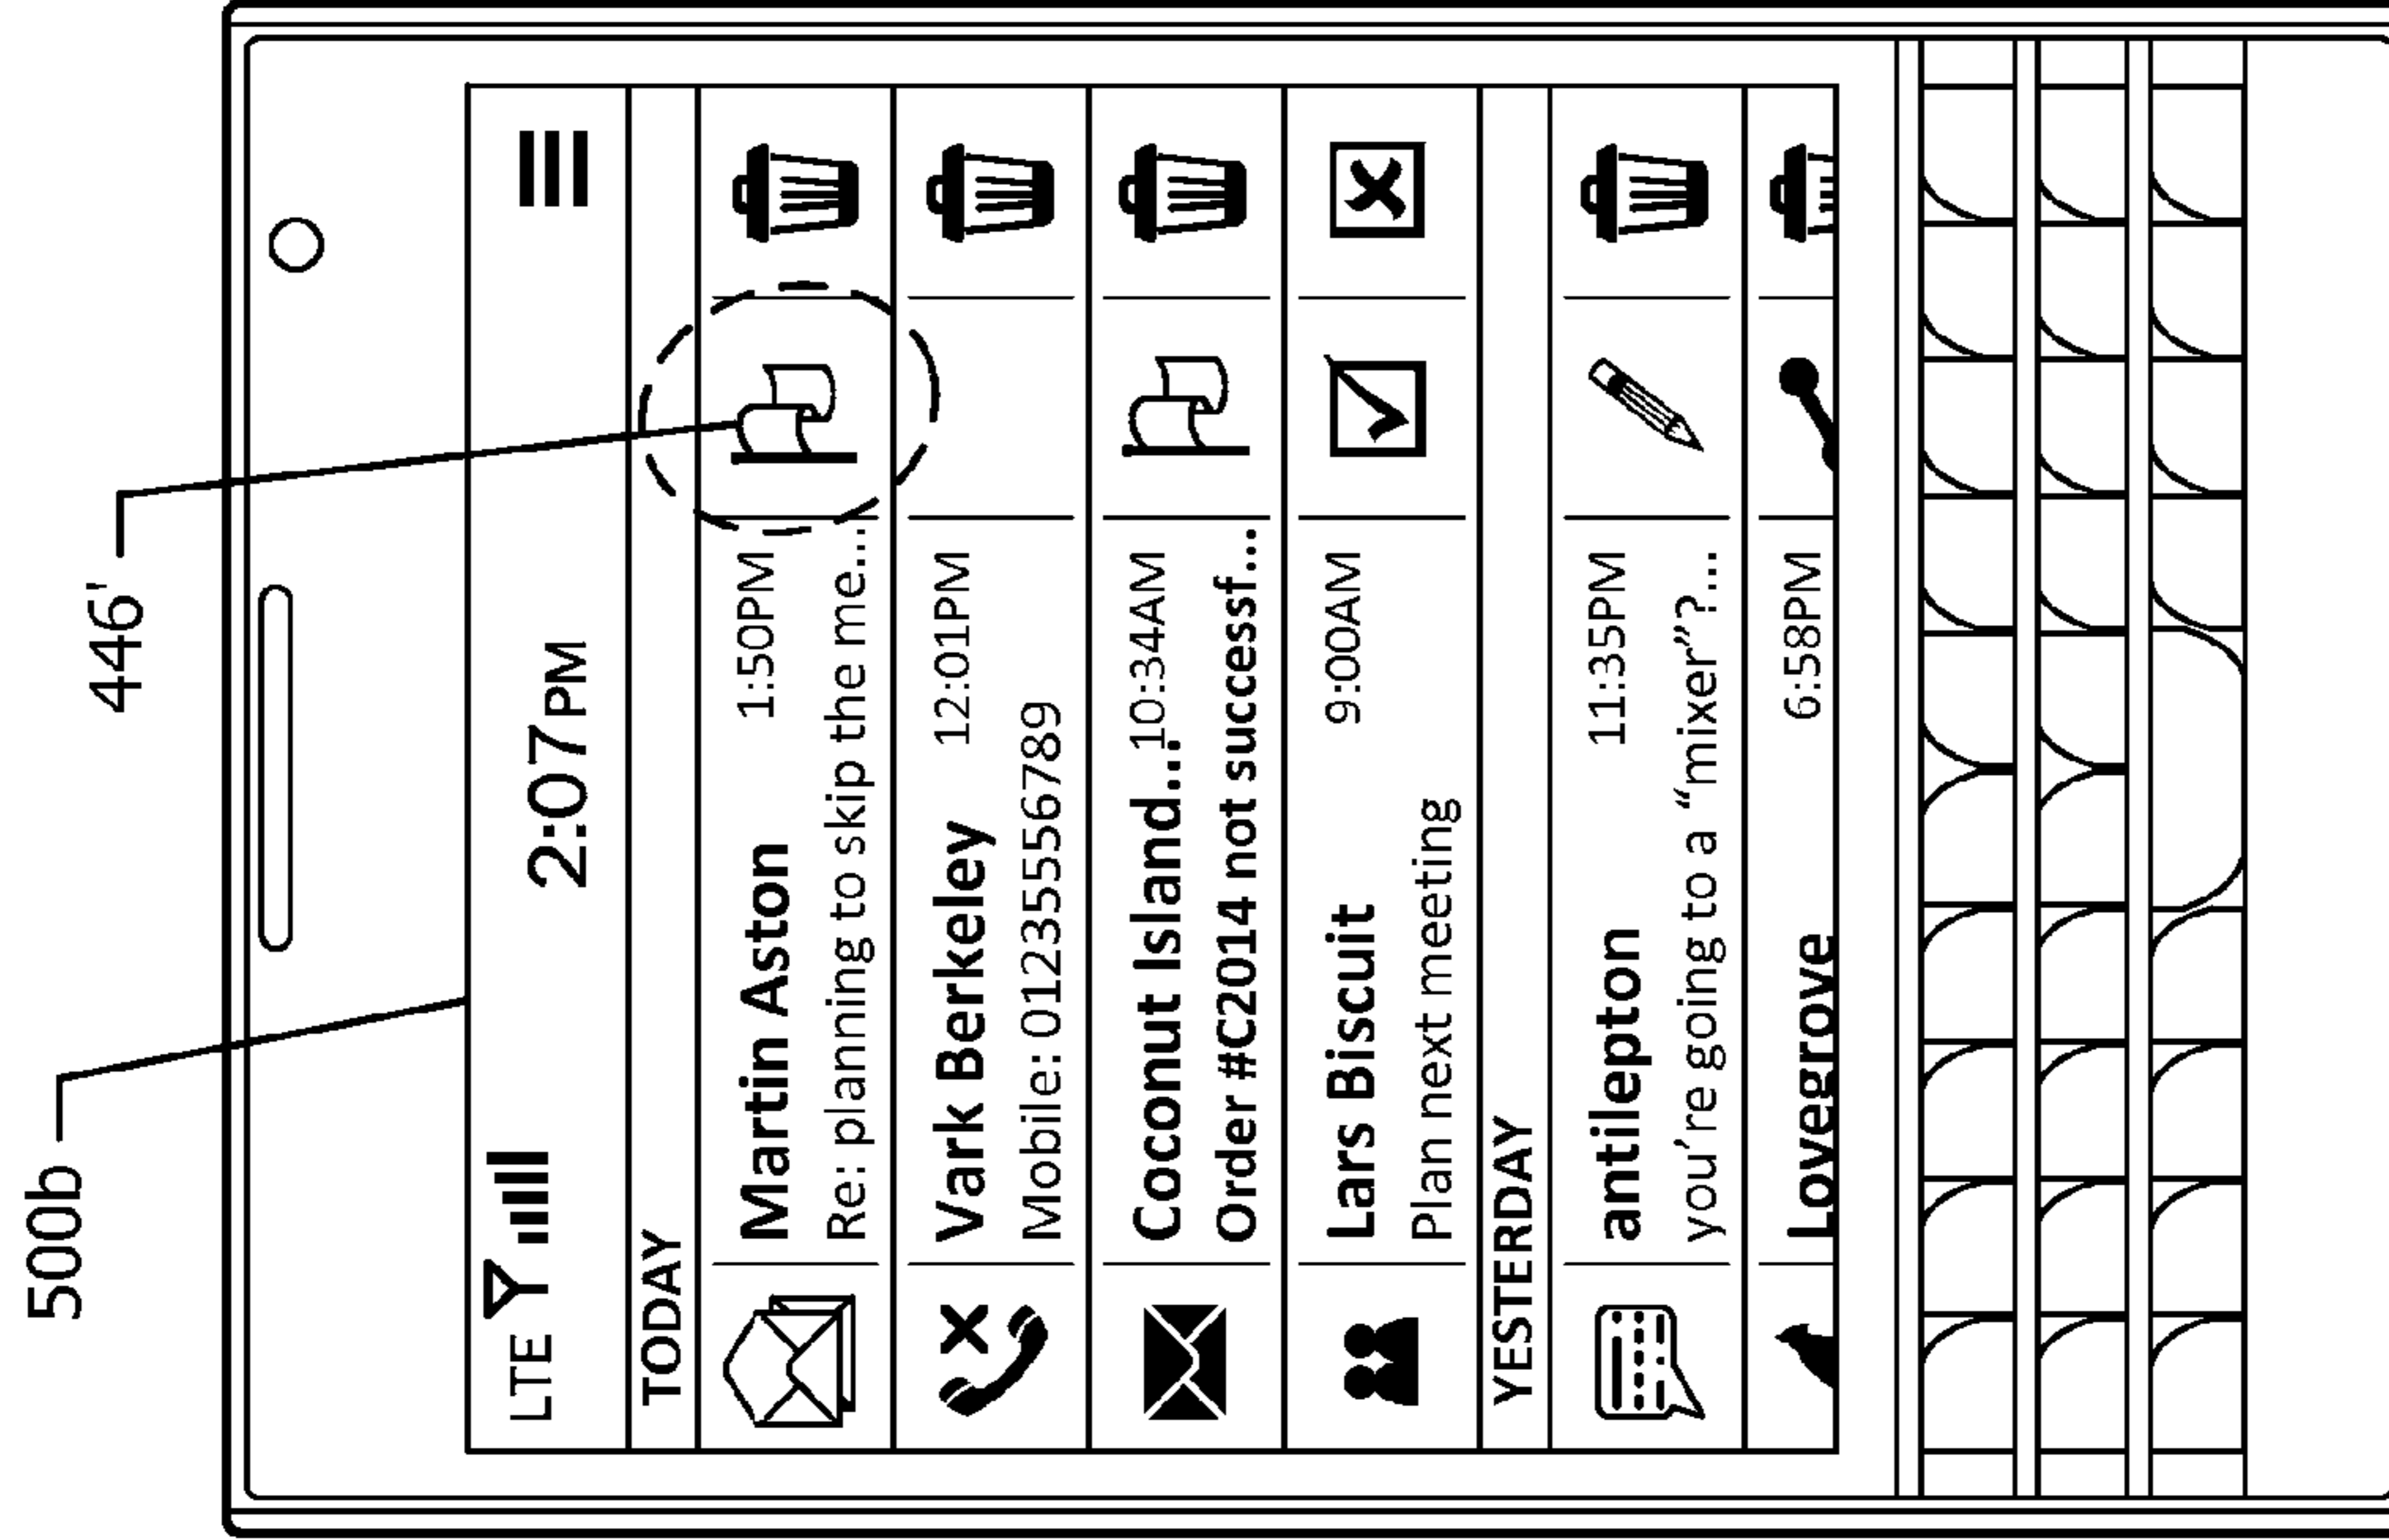 500b
446'
LTE 2:07PM
TODAY
Martin Aston 1:50PM
Re: planning to skip the me...
Vark Berkeley 12:01PM
Mobile: 01235556789
Coconut Island... 10:34AM
Order #C2014 not successf...
Lars Biscuit 9:00AM
Plan next meeting
YESTERDAY
antilepton 11:35PM
you're going to a “mixer”?...
Lovegrove 6:58PM